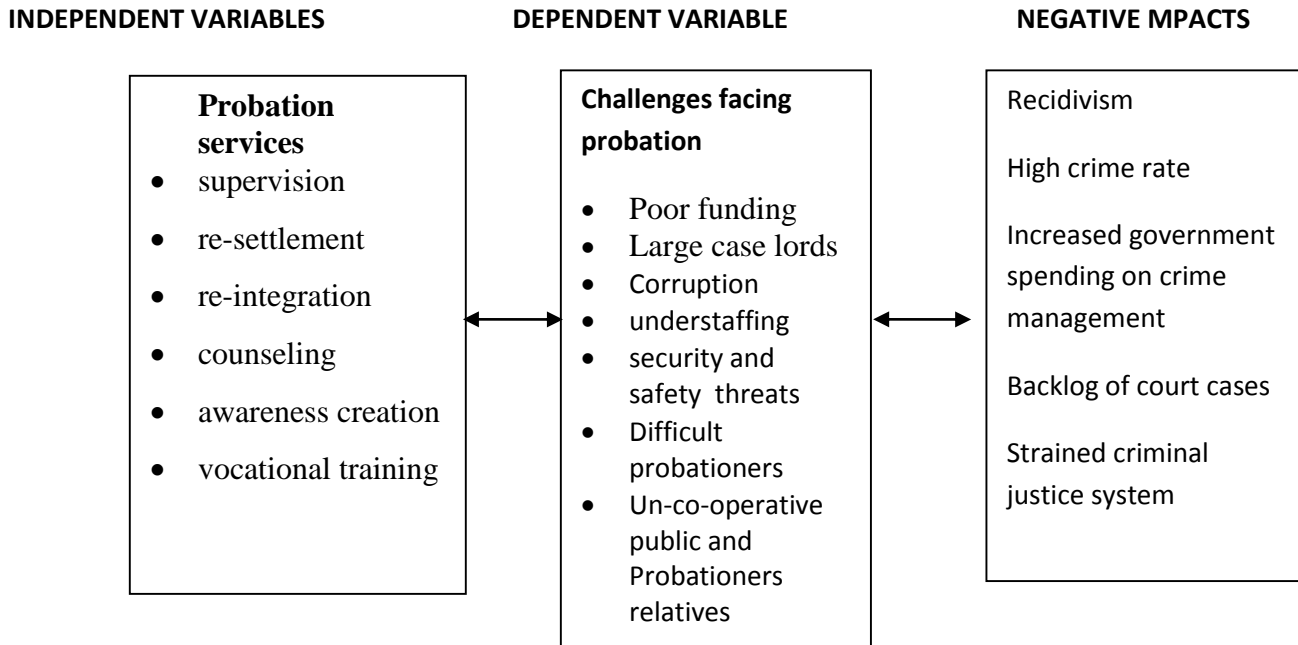 INDEPENDENT VARIABLES
DEPENDENT VARIABLE
NEGATIVE MPACTS
Probation
services
• supervision
• re-settlement
• re-integration
• counseling
• awareness creation
• vocational training
Challenges facing
probation
• Poor funding
• Large case lords
• Corruption
• understaffing
• security and
safety threats
• Difficult
probationers
• Un-co-operative
public and
Probationers
relatives
Recidivism
High crime rate
Increased government
spending on crime
management
Backlog of court cases
Strained criminal
justice system